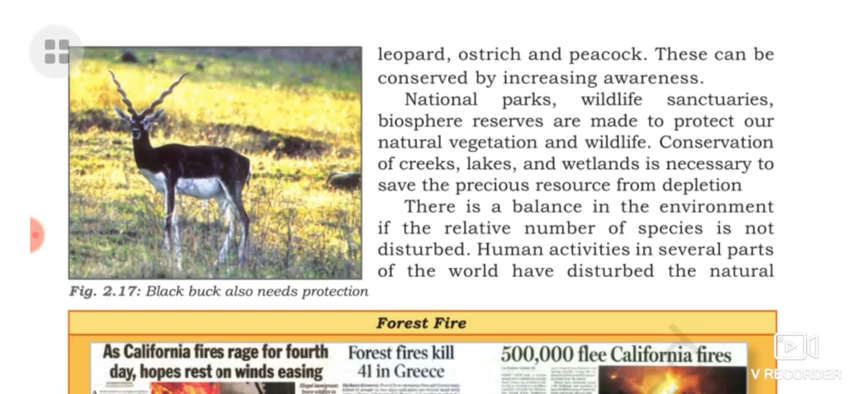 leopard, ostrich and peacock. These can be
conserved by increasing awareness.
National parks, wildlife sanctuaries,
biosphere reserves are made to protect our
natural vegetation and wildlife. Conservation
of creeks, lakes, and wetlands is necessary to
save the precious resource from depletion
There is a balance in the environment
if the relative number of species is not
disturbed. Human activities in several parts
of the world have disturbed the natural
Fig. 2.17: Black buck also needs protection
Forest Fire
As California fires rage for fourth
day, hopes rest on winds easing
Forest fires kill
41 in Greece
500,000 flee California fires
V RECORDER